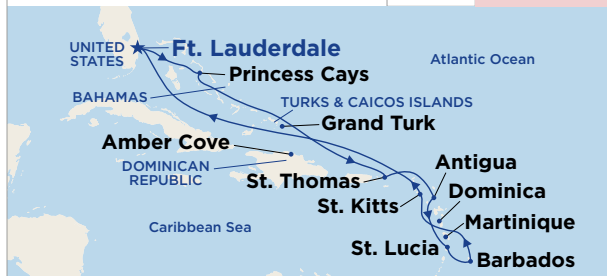 UNITED
STATES
Ft. Lauderdale
Atlantic Ocean
Princess Cays
BAHAMAS
TURKS & CAICOS ISLANDS
Grand Turk
Amber Cove
DOMINICAN
REPUBLIC
Antigua
St. Thomas
Dominica
St. Kitts
Martinique
Caribbean Sea
St. Lucia
Barbados